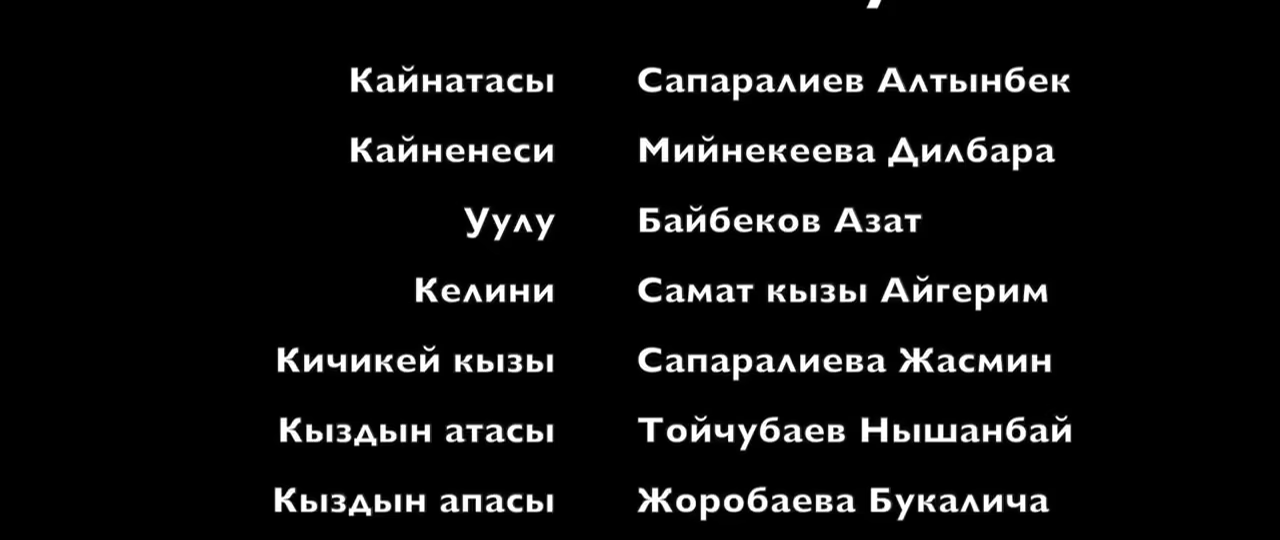 Кайнатасы Сапаралиев Алтынбек
Кайненеси Мийнекеева Дилбара
Уулу Байбеков Азат
Келини Самат кызы Айгерим
Кичикей кызы Сапаралиева Жасмин
Кыздын атасы Тойчубаев Нышанбай
Кыздын апасы Жоробаева Букалича